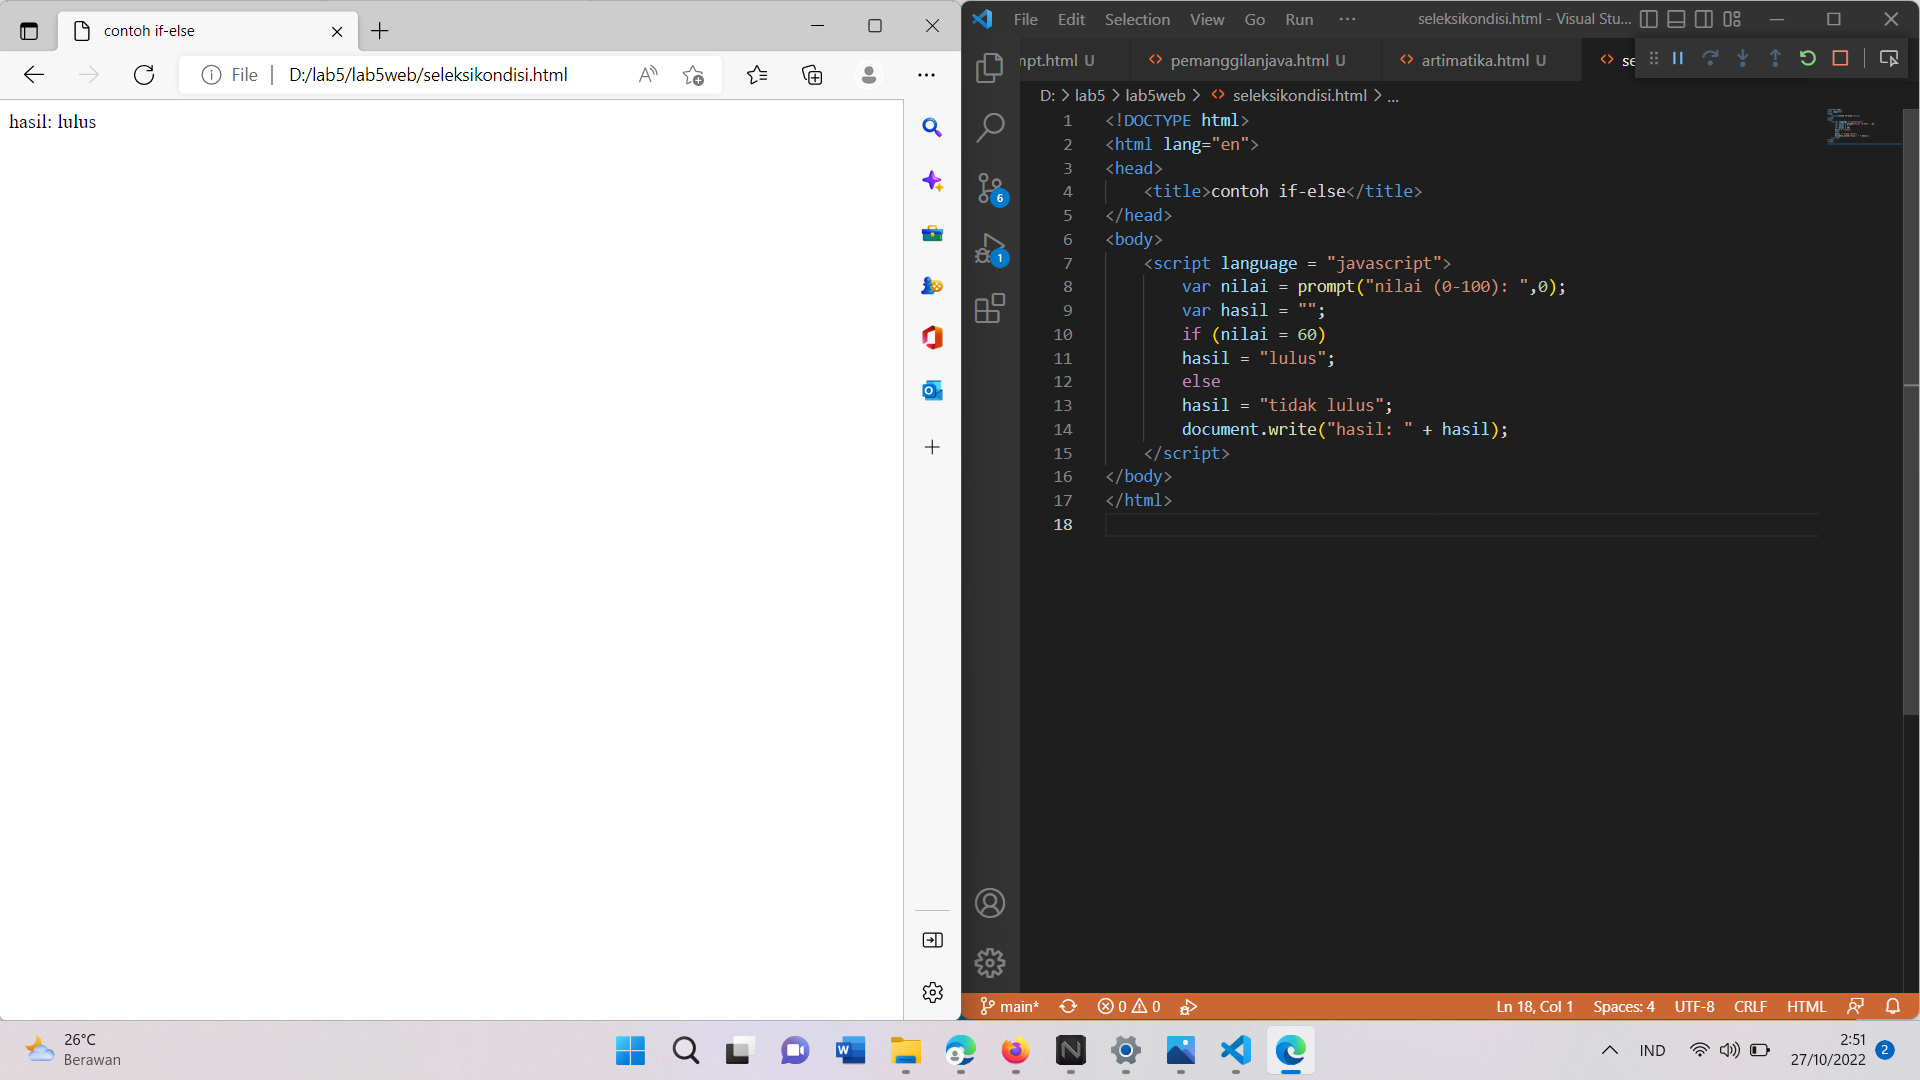 contoh if-else
File
D:/lab5/lab5web/seleksikondisi.html
hasil: lulus
File Edit Selection View Go Run ···
seleksikondisi.html - Visual Stu...
npt.html U
pemanggilanjava.html U
artimatika.html U
se
D: > lab5 > lab5web > seleksikondisi.html > ...
1 <!DOCTYPE html>
2 <html lang="en">
3 <head>
4 <title>contoh if-else</title>
5 </head>
6 <body>
7 <script language = "javascript">
8 var nilai = prompt("nilai (0-100): ",0);
9 var hasil = "";
10 if (nilai = 60)
11 hasil = "lulus";
12 else
13 hasil = "tidak lulus";
14 document.write("hasil: " + hasil);
15 </script>
16 </body>
17 </html>
18
6
1
main*
0 0
Ln 18, Col 1
Spaces: 4
UTF-8
CRLF
HTML
26°C
Berawan
IND
2:51
27/10/2022
2